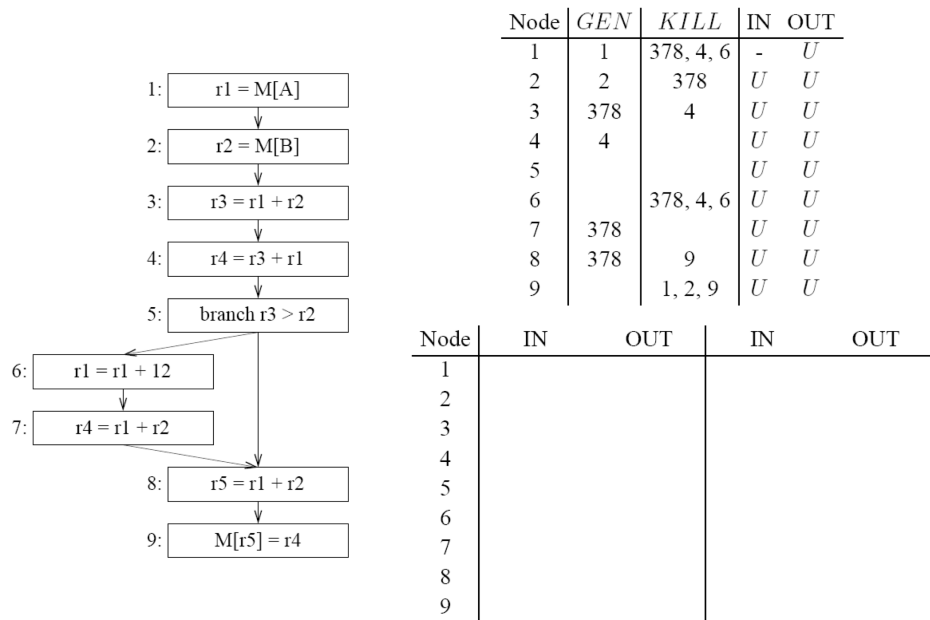 1: r1 = M[A]
2: r2 = M[B]
3: r3 = r1 + r2
4: r4 = r3 + r1
5: branch r3 > r2
6: r1 = r1 + 12
7: r4 = r1 + r2
8: r5 = r1 + r2
9: M[r5] = r4
Node GEN KILL IN OUT
1 1 378, 4, 6 - U
2 2 378 U U
3 378 4 U U
4 4 U U
5 U U
6 378, 4, 6 U U
7 378 U U
8 378 9 U U
9 1, 2, 9 U U
Node IN OUT IN OUT
1
2
3
4
5
6
7
8
9